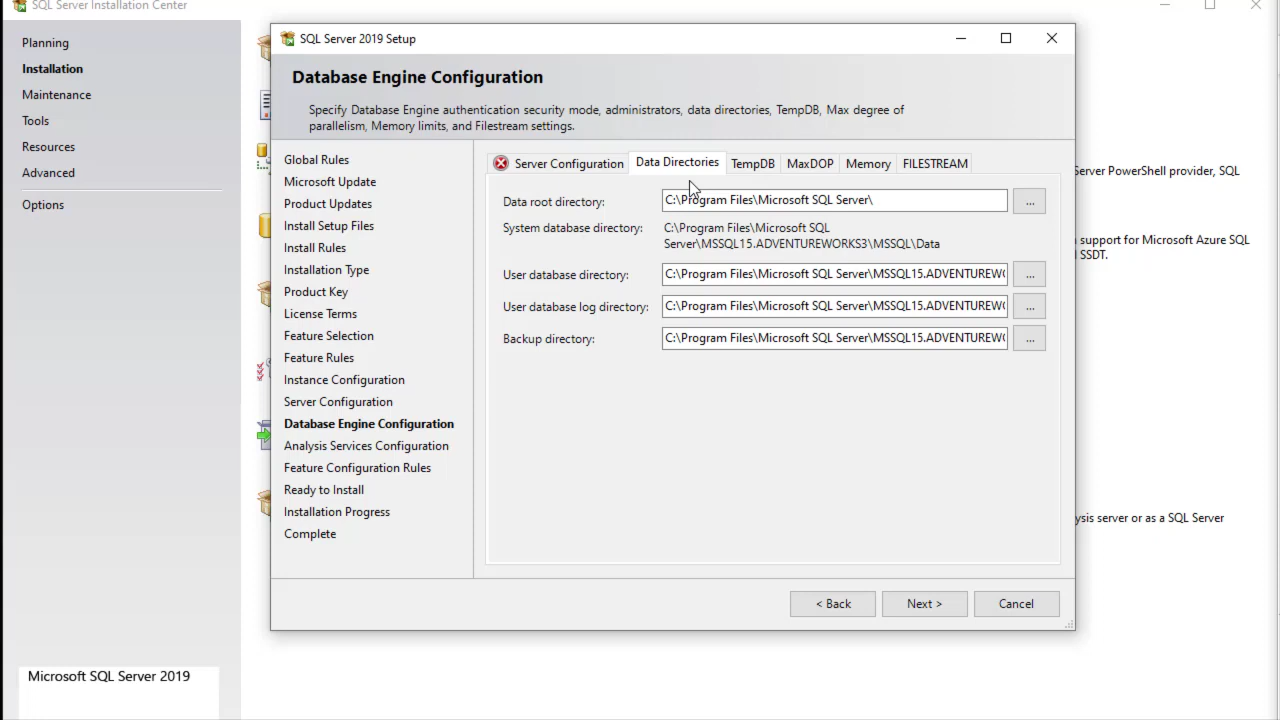 SQL Server Installation Center
Planning
Installation
Maintenance
Tools
Resources
Advanced
Options
Microsoft SQL Server 2019
SQL Server 2019 Setup
Database Engine Configuration
Specify Database Engine authentication security mode, administrators, data directories, TempDB, Max degree of
parallelism, Memory limits, and Filestream settings.
Global Rules
Microsoft Update
Product Updates
Install Setup Files
Install Rules
Installation Type
Product Key
License Terms
Feature Selection
Feature Rules
Instance Configuration
Server Configuration
Database Engine Configuration
Analysis Services Configuration
Feature Configuration Rules
Ready to Install
Installation Progress
Complete
Server Configuration Data Directories TempDB MaxDOP Memory FILESTREAM
Data root directory: C:\Program Files\Microsoft SQL Server\ ...
System database directory: C:\Program Files\Microsoft SQL
Server\MSSQL15.ADVENTUREWORKS3\MSSQL\Data
User database directory: C:\Program Files\Microsoft SQL Server\MSSQL15.ADVENTUREW ...
User database log directory: C:\Program Files\Microsoft SQL Server\MSSQL15.ADVENTUREW ...
Backup directory: C:\Program Files\Microsoft SQL Server\MSSQL15.ADVENTUREW ...
< Back Next > Cancel
Server PowerShell provider, SQL
support for Microsoft Azure SQL
SSDT.
ysis server or as a SQL Server